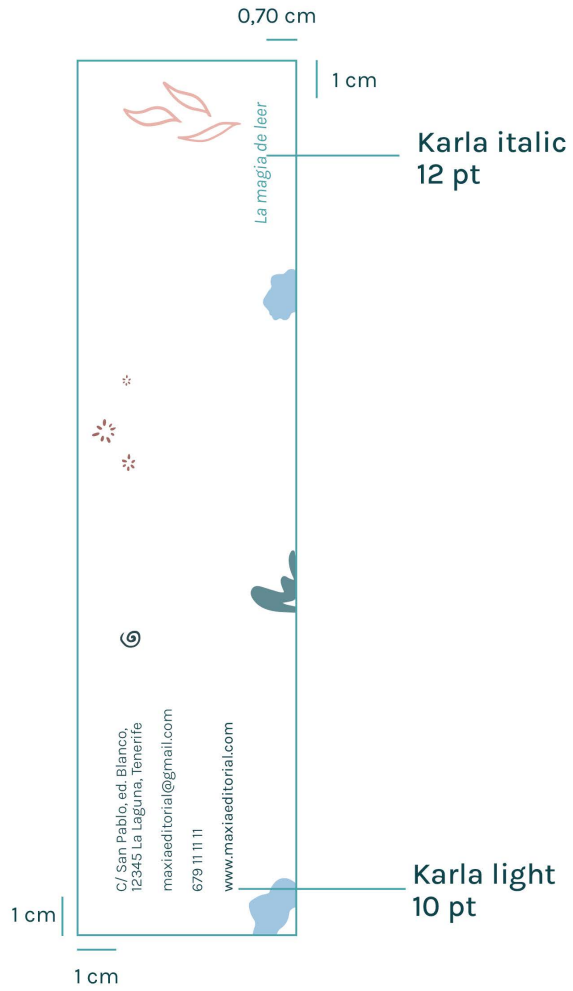 0,70 cm
1 cm
Karla italic
12 pt
La magia de leer
C/ San Pablo, ed. Blanco,
12345 La Laguna, Tenerife
maxiaeditorial@gmail.com
679 11 11 11
www.maxiaeditorial.com
Karla light
10 pt
1 cm
1 cm